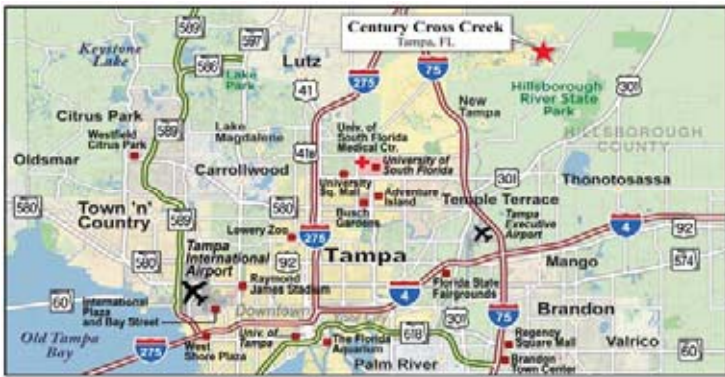 Century Cross Creek
Tampa, FL
589
597
Keystone
Lake
586
Lutz
275
75
41
Lake
Park
Hillsborough
River State
Park
301
New
Tampa
Citrus Park
589
Westfield
Citrus Park
Lake
Magdalene
Univ. of
South Florida
Medical Ctr.
HILLSBOROUGH
COUNTY
Oldsmar
Carrollwood
41B
University of
South Florida
301
Thonotosassa
University
Sq. Mall
Adventure
Island
Temple Terrace
580
Town 'n'
Country
589
580
Busch
Gardens
Tampa
Executive
Airport
4
92
Lowery Zoo
275
Tampa
International
Airport
92
Tampa
580
Mango
574
Raymond
James Stadium
4
Florida State
Fairgrounds
60
International
Plaza
and Bay Street
Downtown
301
75
Brandon
60
Old Tampa
Bay
275
West
Shore Plaza
Univ. of
Tampa
The Florida
Aquarium
618
Regency
Square Mall
Valrico
Palm River
Brandon
Town Center